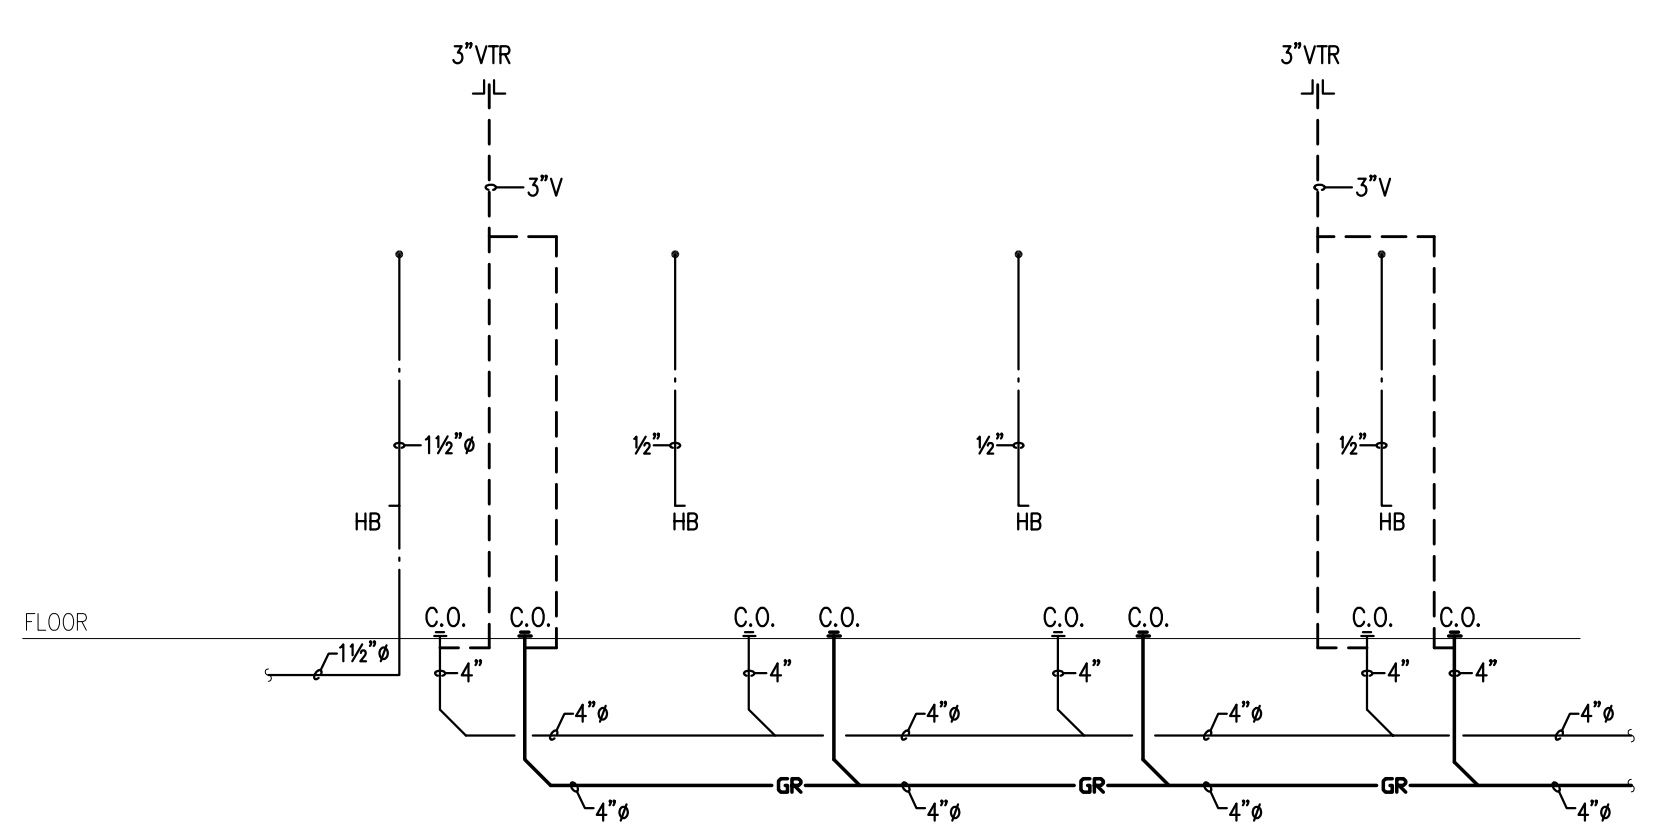 3”VTR 3”VTR
3”V 3”V
1½”ø ½” ½” ½”
HB HB HB HB
FLOOR C.O. C.O. C.O. C.O. C.O. C.O. C.O. C.O.
1½”ø
4” 4” 4” 4” 4”
4”ø 4”ø 4”ø 4”ø
GR GR GR
4”ø 4”ø 4”ø 4”ø